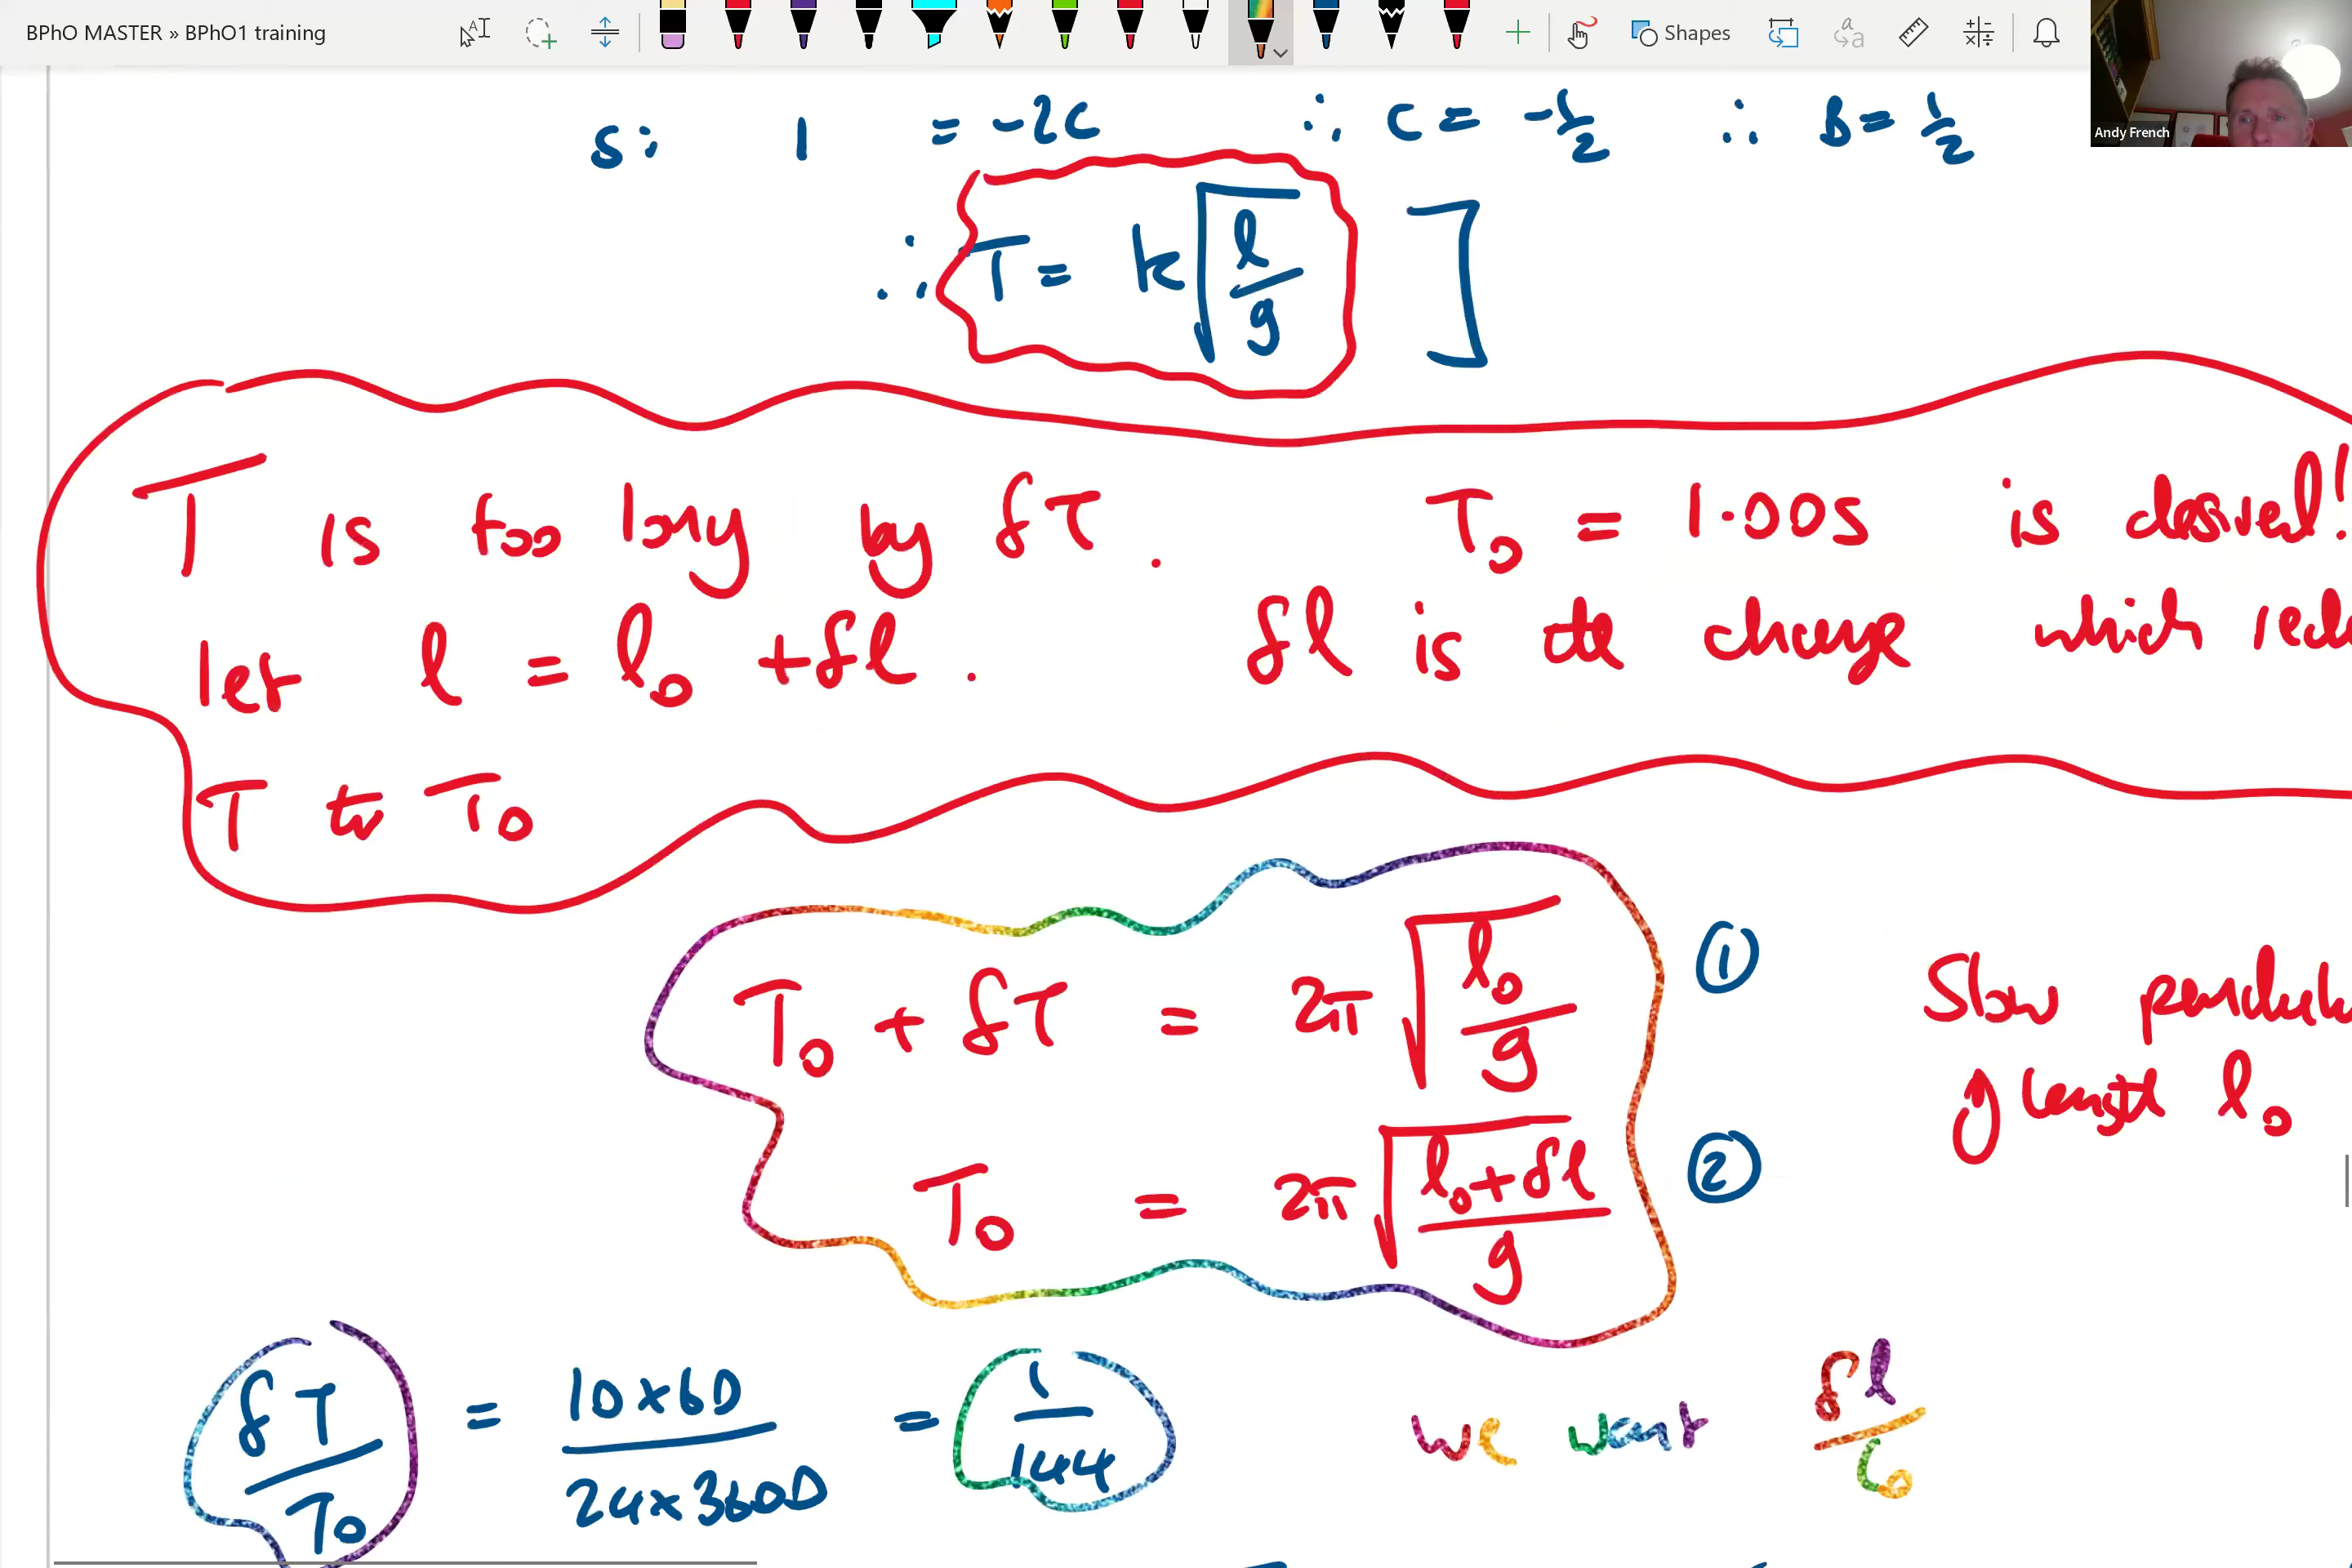 BPhO MASTER » BPhO1 training
Shapes
Andy French
s: 1 = -2C ∴ C = -1/2 ∴ B = 1/2
∴ T = k√(l/g) ]
T is too long by δT. T₀ = 1.00s is desired!
let l = l₀ + δl. δl is the change which
T to T₀
T₀ + δT = 2π√(l₀/g) ①
Slow
g length l₀
T₀ = 2π√((l₀+δl)/g) ②
δT/T₀ = (10×60)/(24×3600) = 1/144 we want δl/l₀